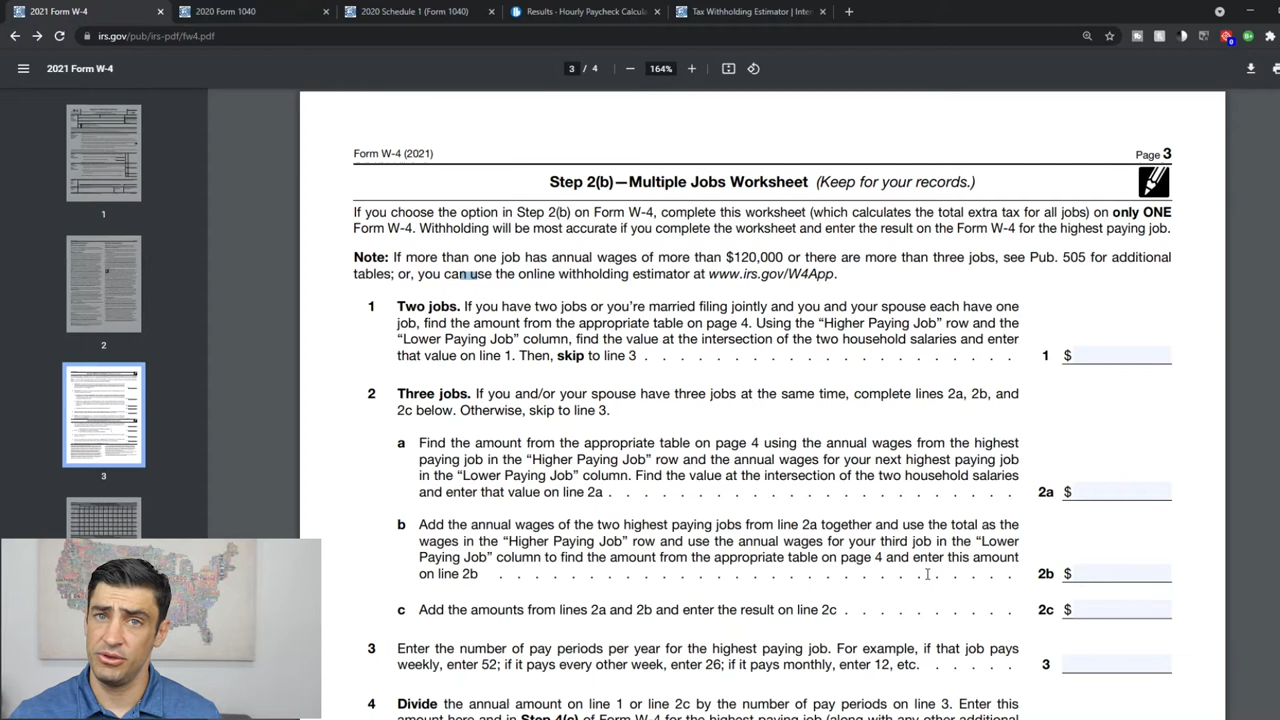 2021 Form W-4
2020 Form 1040
2020 Schedule 1 (Form 1040)
Results - Hourly Paycheck Calcula
Tax Withholding Estimator | Inter
irs.gov/pub/irs-pdf/fw4.pdf
2021 Form W-4
3 / 4
164%
1
2
3
Form W-4 (2021)
Page 3
Step 2(b)—Multiple Jobs Worksheet (Keep for your records.)
If you choose the option in Step 2(b) on Form W-4, complete this worksheet (which calculates the total extra tax for all jobs) on only ONE
Form W-4. Withholding will be most accurate if you complete the worksheet and enter the result on the Form W-4 for the highest paying job.
Note: If more than one job has annual wages of more than $120,000 or there are more than three jobs, see Pub. 505 for additional
tables; or, you can use the online withholding estimator at www.irs.gov/W4App.
1 Two jobs. If you have two jobs or you're married filing jointly and you and your spouse each have one
job, find the amount from the appropriate table on page 4. Using the “Higher Paying Job” row and the
“Lower Paying Job” column, find the value at the intersection of the two household salaries and enter
that value on line 1. Then, skip to line 3 . . . . . . . . . . . . . . . . . . . . . 1 $
2 Three jobs. If you and/or your spouse have three jobs at the same time, complete lines 2a, 2b, and
2c below. Otherwise, skip to line 3.
a Find the amount from the appropriate table on page 4 using the annual wages from the highest
paying job in the “Higher Paying Job” row and the annual wages for your next highest paying job
in the “Lower Paying Job” column. Find the value at the intersection of the two household salaries
and enter that value on line 2a . . . . . . . . . . . . . . . . . . . . . . . 2a $
b Add the annual wages of the two highest paying jobs from line 2a together and use the total as the
wages in the “Higher Paying Job” row and use the annual wages for your third job in the “Lower
Paying Job” column to find the amount from the appropriate table on page 4 and enter this amount
on line 2b . . . . . . . . . . . . . . . . . . . . . . . . . . . . . 2b $
c Add the amounts from lines 2a and 2b and enter the result on line 2c . . . . . . . . . . 2c $
3 Enter the number of pay periods per year for the highest paying job. For example, if that job pays
weekly, enter 52; if it pays every other week, enter 26; if it pays monthly, enter 12, etc. . . . . . 3
4 Divide the annual amount on line 1 or line 2c by the number of pay periods on line 3. Enter this
amount here and in Step 4(c) of Form W-4 for the highest paying job (along with any other additional